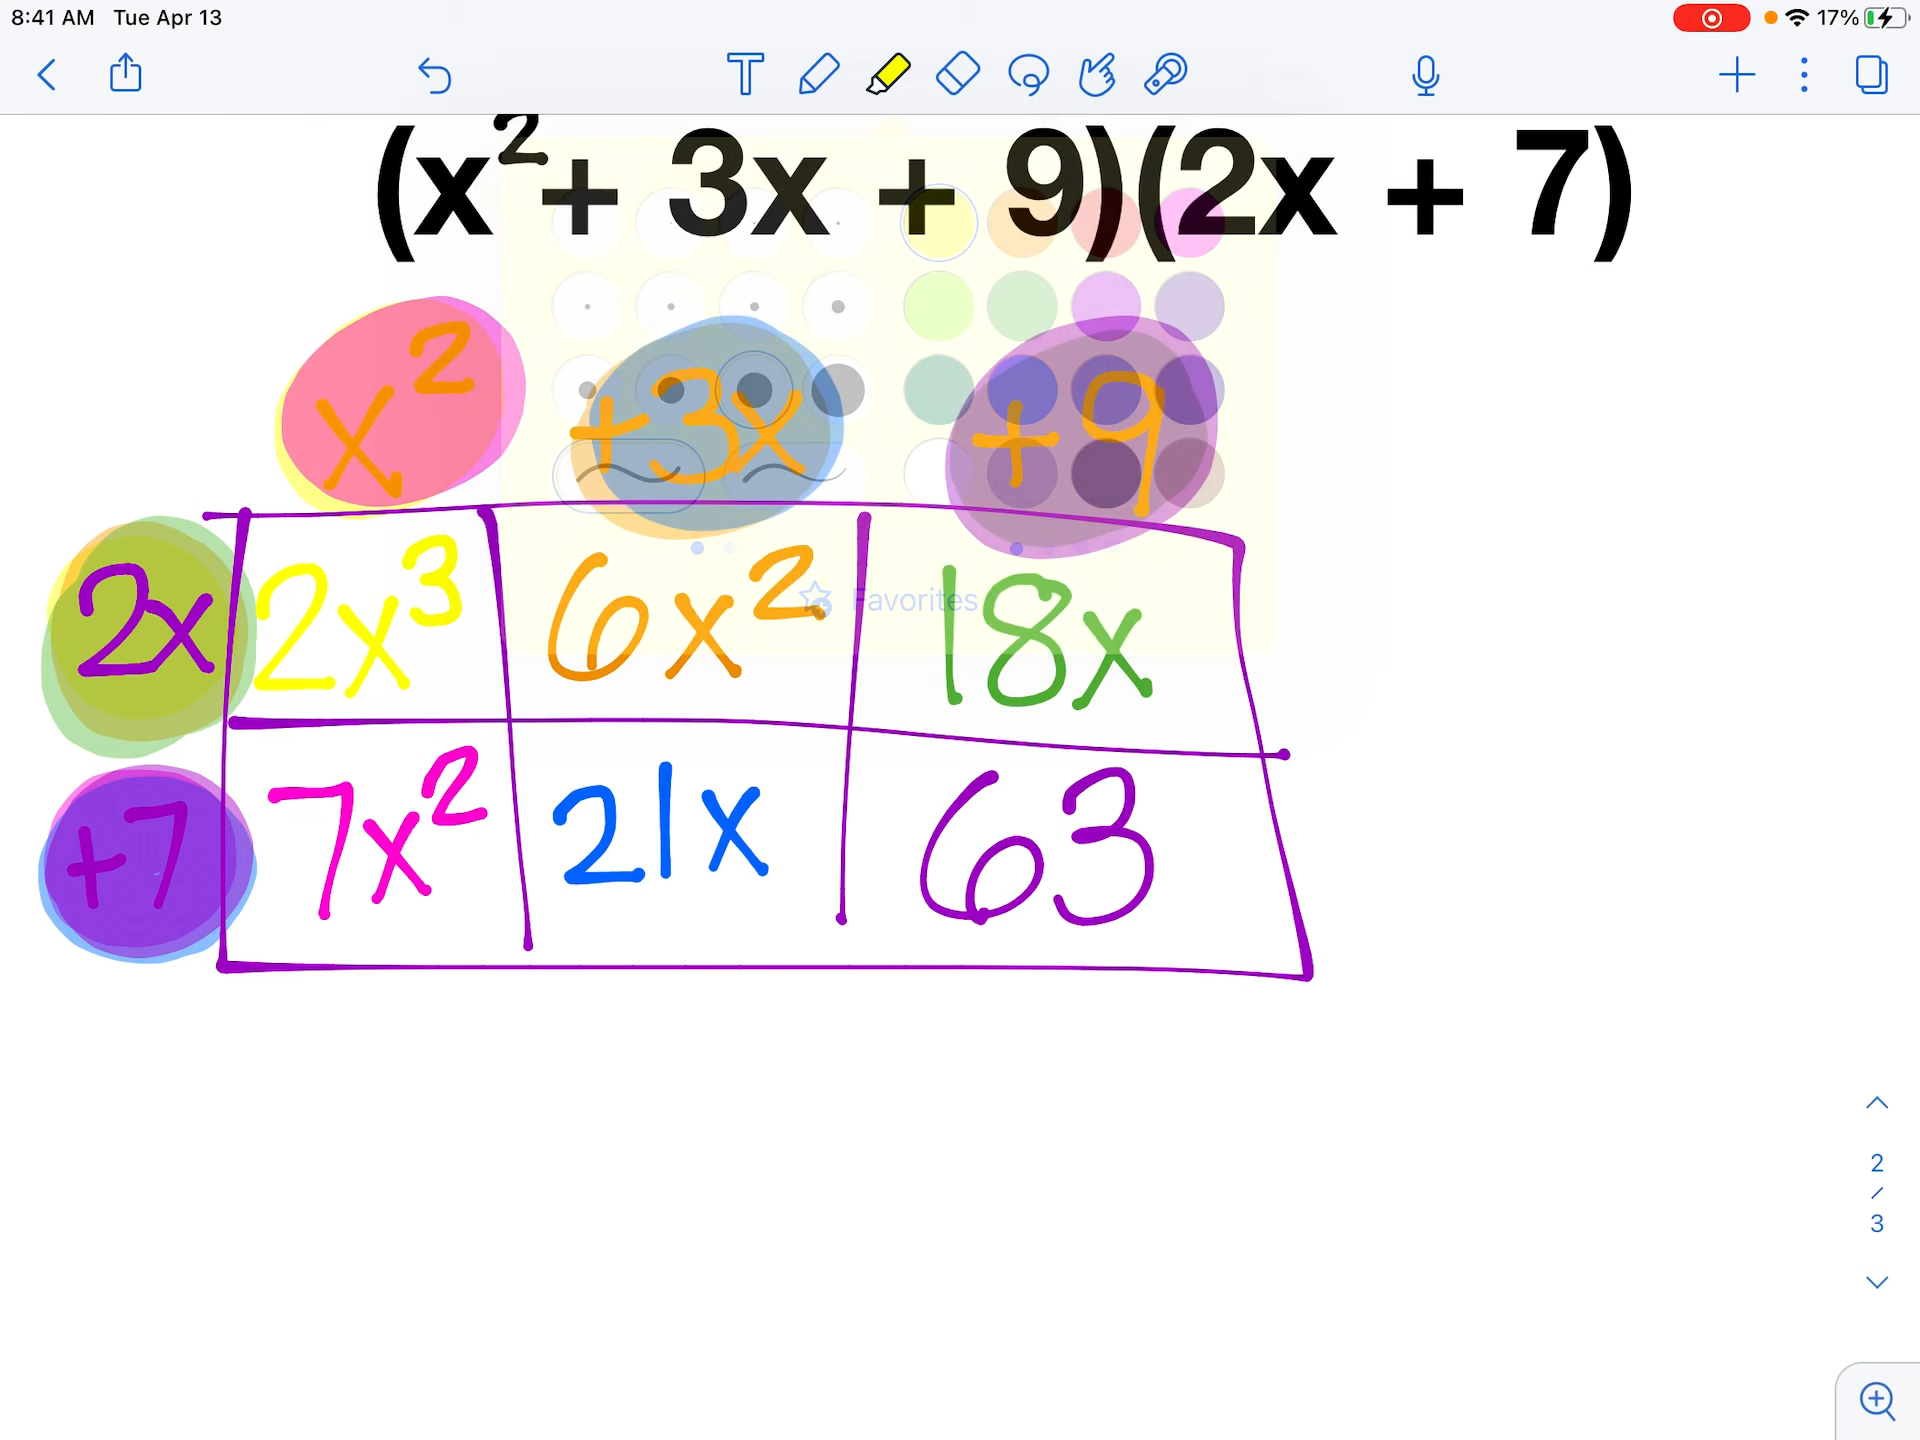 8:41 AM Tue Apr 13 17%
(x²+ 3x + 9)(2x + 7)
x² +3x +9
Favorites
2x 2x³ 6x² 18x
+7 7x² 21x 63
2
/
3